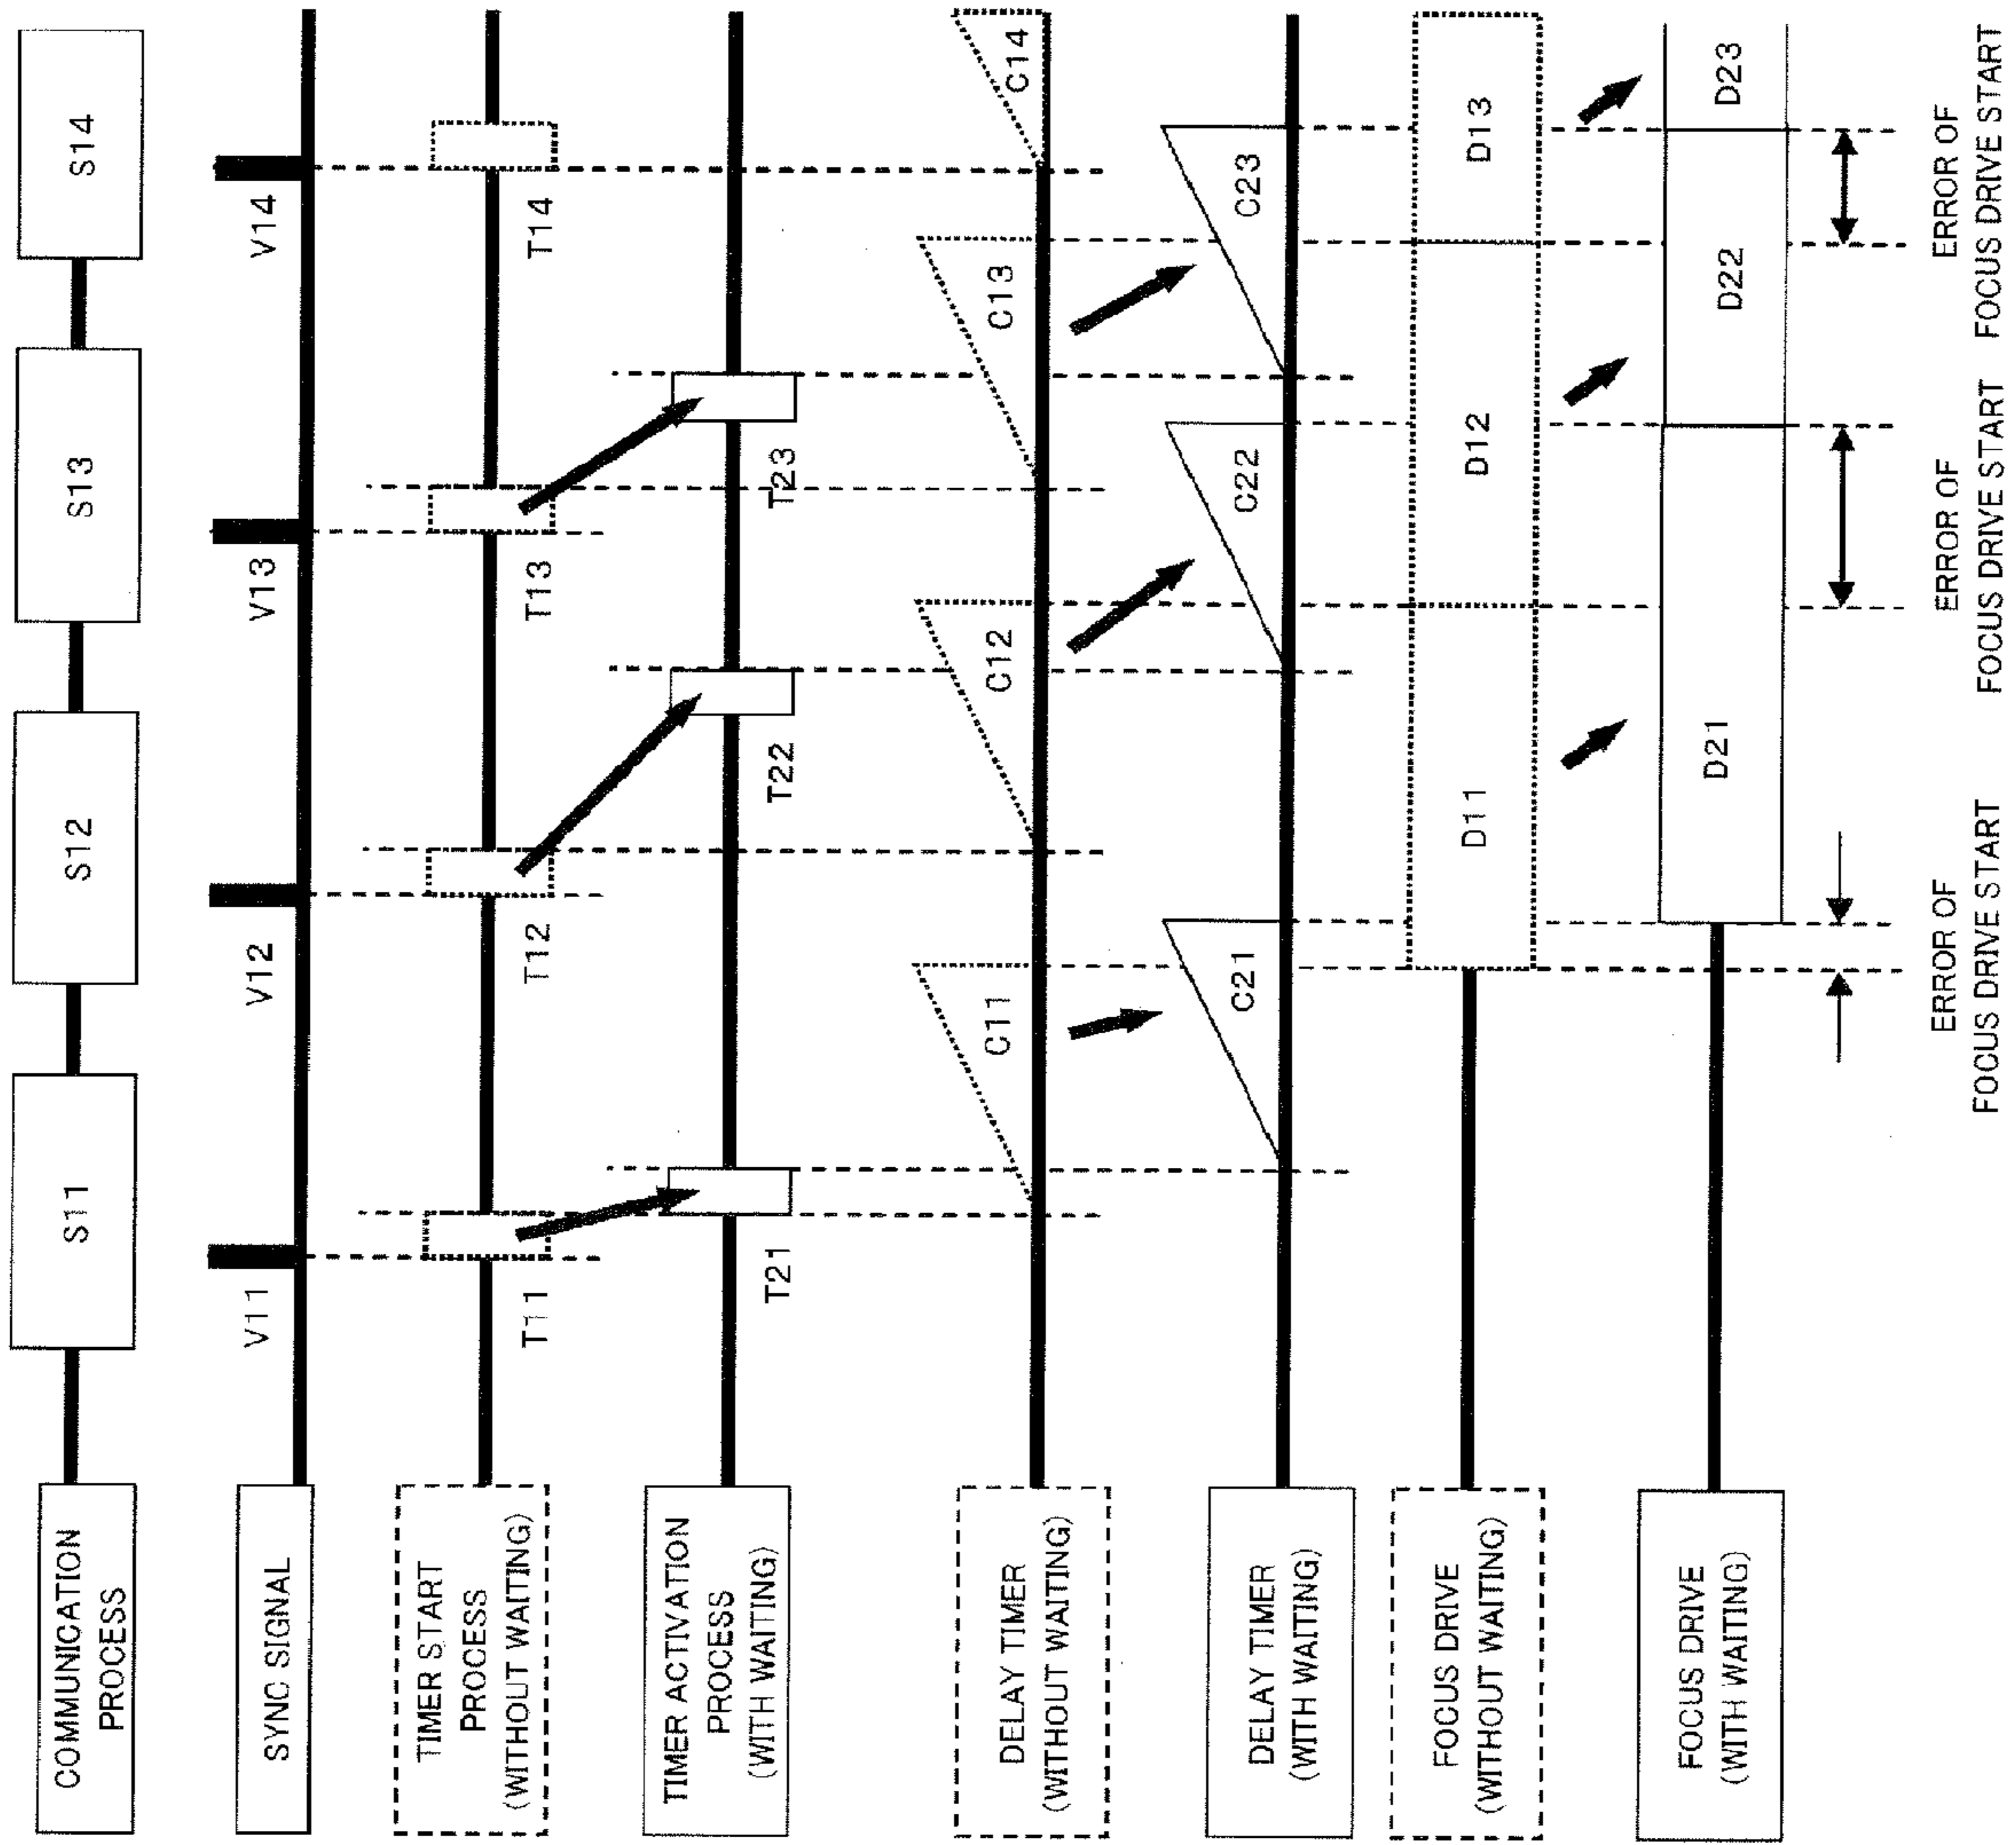 COMMUNICATION
PROCESS
S11
S12
S13
S14
SYNC SIGNAL
V11
V12
V13
V14
TIMER START
PROCESS
(WITHOUT WAITING)
T11
T12
T13
T14
TIMER ACTIVATION
PROCESS
(WITH WAITING)
T21
T22
T23
DELAY TIMER
(WITHOUT WAITING)
C11
C12
C13
C14
DELAY TIMER
(WITH WAITING)
C21
C22
C23
FOCUS DRIVE
(WITHOUT WAITING)
D11
D12
D13
FOCUS DRIVE
(WITH WAITING)
D21
D22
D23
ERROR OF
FOCUS DRIVE START
ERROR OF
FOCUS DRIVE START
ERROR OF
FOCUS DRIVE START